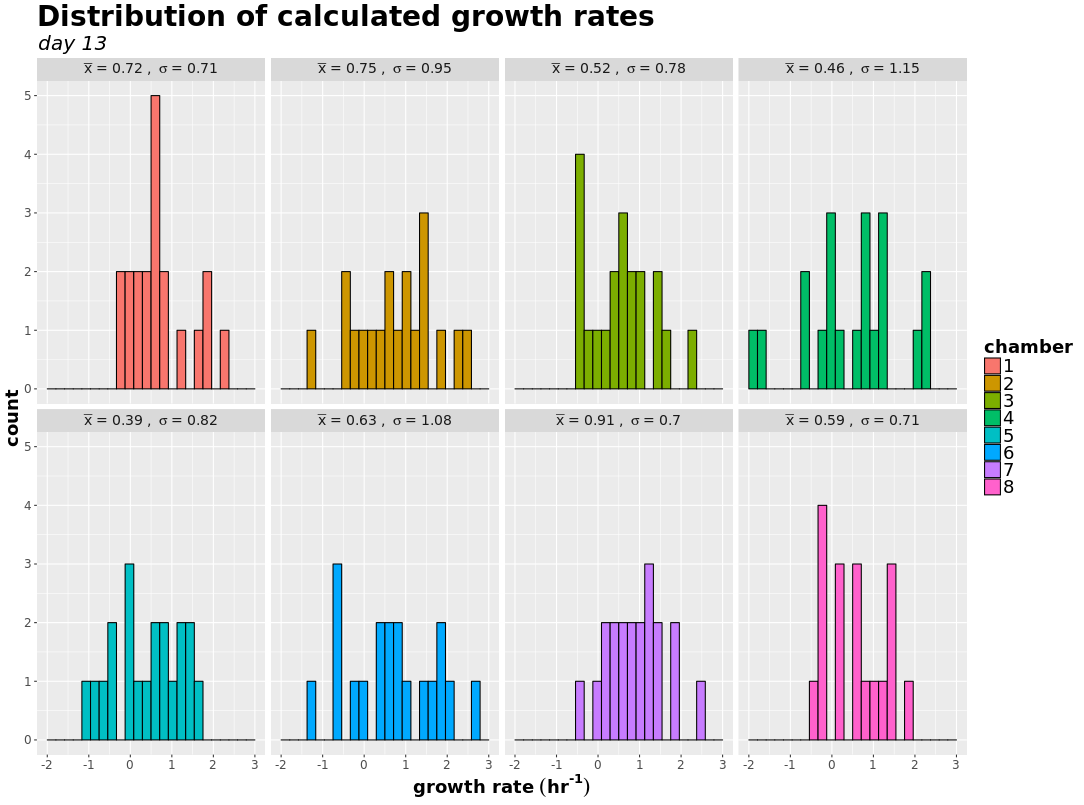 Distribution of calculated growth rates
day 13
x̅ = 0.72 , σ = 0.71
x̅ = 0.75 , σ = 0.95
x̅ = 0.52 , σ = 0.78
x̅ = 0.46 , σ = 1.15
5
4
3
2
1
0
x̅ = 0.39 , σ = 0.82
x̅ = 0.63 , σ = 1.08
x̅ = 0.91 , σ = 0.7
x̅ = 0.59 , σ = 0.71
5
4
3
2
1
0
count
-2 -1 0 1 2 3
-2 -1 0 1 2 3
-2 -1 0 1 2 3
-2 -1 0 1 2 3
growth rate (hr⁻¹)
chamber
1
2
3
4
5
6
7
8